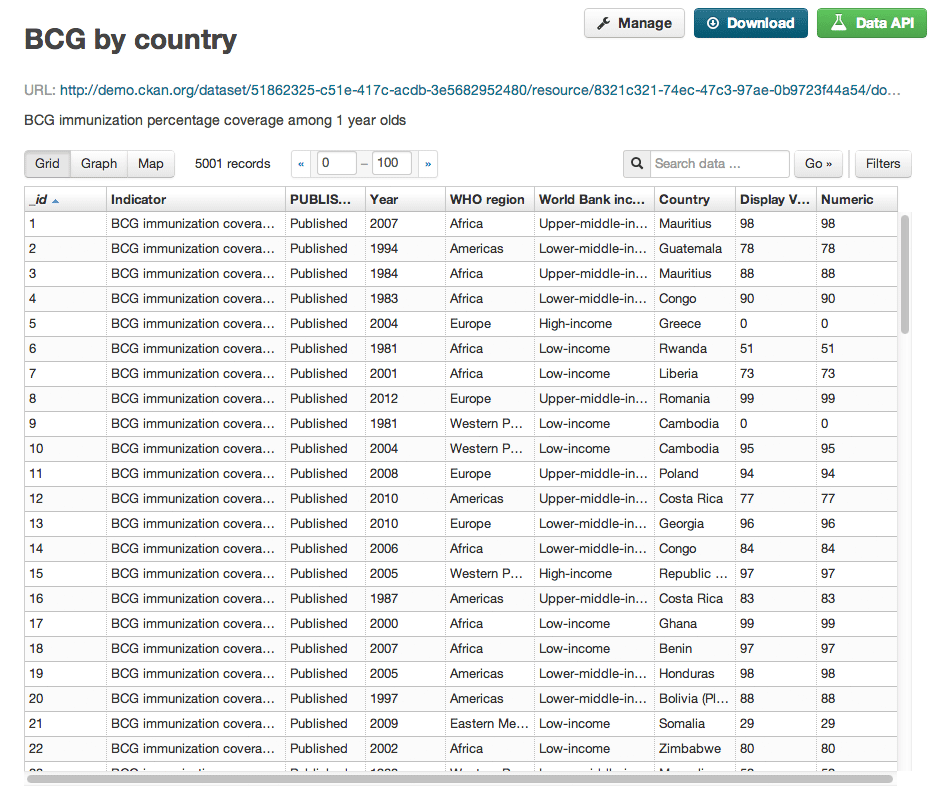 BCG by country
Manage
Download
Data API
URL: http://demo.ckan.org/dataset/51862325-c51e-417c-acdb-3e5682952480/resource/8321c321-74ec-47c3-97ae-0b9723f44a54/do...
BCG immunization percentage coverage among 1 year olds
Grid Graph Map 5001 records « 0 – 100 » Search data ... Go » Filters
_id Indicator PUBLIS... Year WHO region World Bank inc... Country Display V... Numeric
1 BCG immunization covera... Published 2007 Africa Upper-middle-in... Mauritius 98 98
2 BCG immunization covera... Published 1994 Americas Lower-middle-in... Guatemala 78 78
3 BCG immunization covera... Published 1984 Africa Upper-middle-in... Mauritius 88 88
4 BCG immunization covera... Published 1983 Africa Lower-middle-in... Congo 90 90
5 BCG immunization covera... Published 2004 Europe High-income Greece 0 0
6 BCG immunization covera... Published 1981 Africa Low-income Rwanda 51 51
7 BCG immunization covera... Published 2001 Africa Low-income Liberia 73 73
8 BCG immunization covera... Published 2012 Europe Upper-middle-in... Romania 99 99
9 BCG immunization covera... Published 1981 Western P... Low-income Cambodia 0 0
10 BCG immunization covera... Published 2004 Western P... Low-income Cambodia 95 95
11 BCG immunization covera... Published 2008 Europe Upper-middle-in... Poland 94 94
12 BCG immunization covera... Published 2010 Americas Upper-middle-in... Costa Rica 77 77
13 BCG immunization covera... Published 2010 Europe Lower-middle-in... Georgia 96 96
14 BCG immunization covera... Published 2006 Africa Lower-middle-in... Congo 84 84
15 BCG immunization covera... Published 2005 Western P... High-income Republic ... 97 97
16 BCG immunization covera... Published 1987 Americas Upper-middle-in... Costa Rica 83 83
17 BCG immunization covera... Published 2000 Africa Low-income Ghana 99 99
18 BCG immunization covera... Published 2007 Africa Low-income Benin 97 97
19 BCG immunization covera... Published 2005 Americas Lower-middle-in... Honduras 98 98
20 BCG immunization covera... Published 1997 Americas Lower-middle-in... Bolivia (Pl... 88 88
21 BCG immunization covera... Published 2009 Eastern Me... Low-income Somalia 29 29
22 BCG immunization covera... Published 2002 Africa Low-income Zimbabwe 80 80